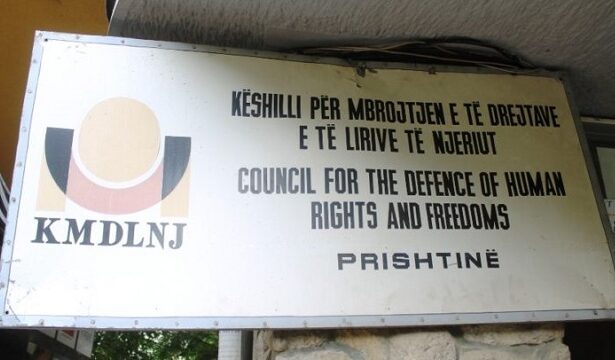 KËSHILLI PËR MBROJTJEN E TË DREJTAVE
E TË LIRIVE TË NJERIUT
COUNCIL FOR THE DEFENCE OF HUMAN
RIGHTS AND FREEDOMS
PRISHTINË
KMDLNJ